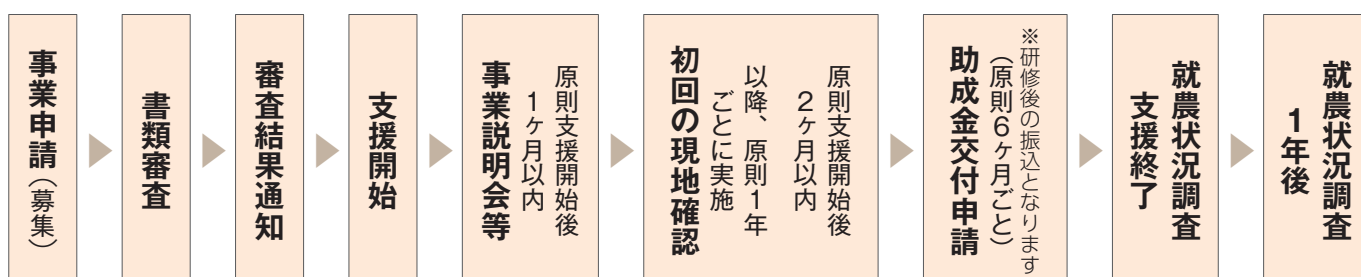 事業申請（募集）
書類審査
審査結果通知
支援開始
原則支援開始後
1ヶ月以内
事業説明会等
原則支援開始後
2ヶ月以内
以降、原則1年
ごとに実施
初回の現地確認
※研修後の振込となります
（原則6ヶ月ごと）
助成金交付申請
就農状況調査
支援終了
就農状況調査
1年後